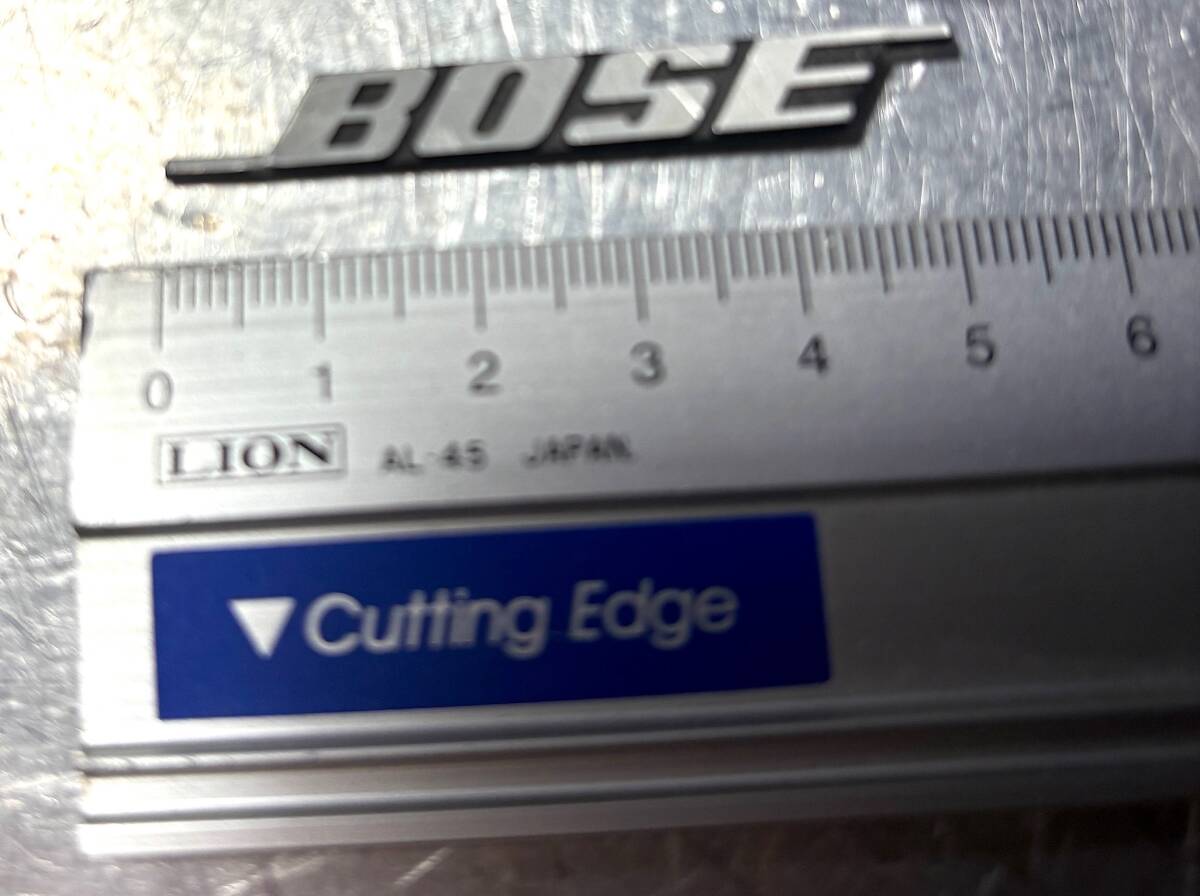 BOSE
0 1 2 3 4 5 6
LION AL-45 JAPAN
▼Cutting Edge